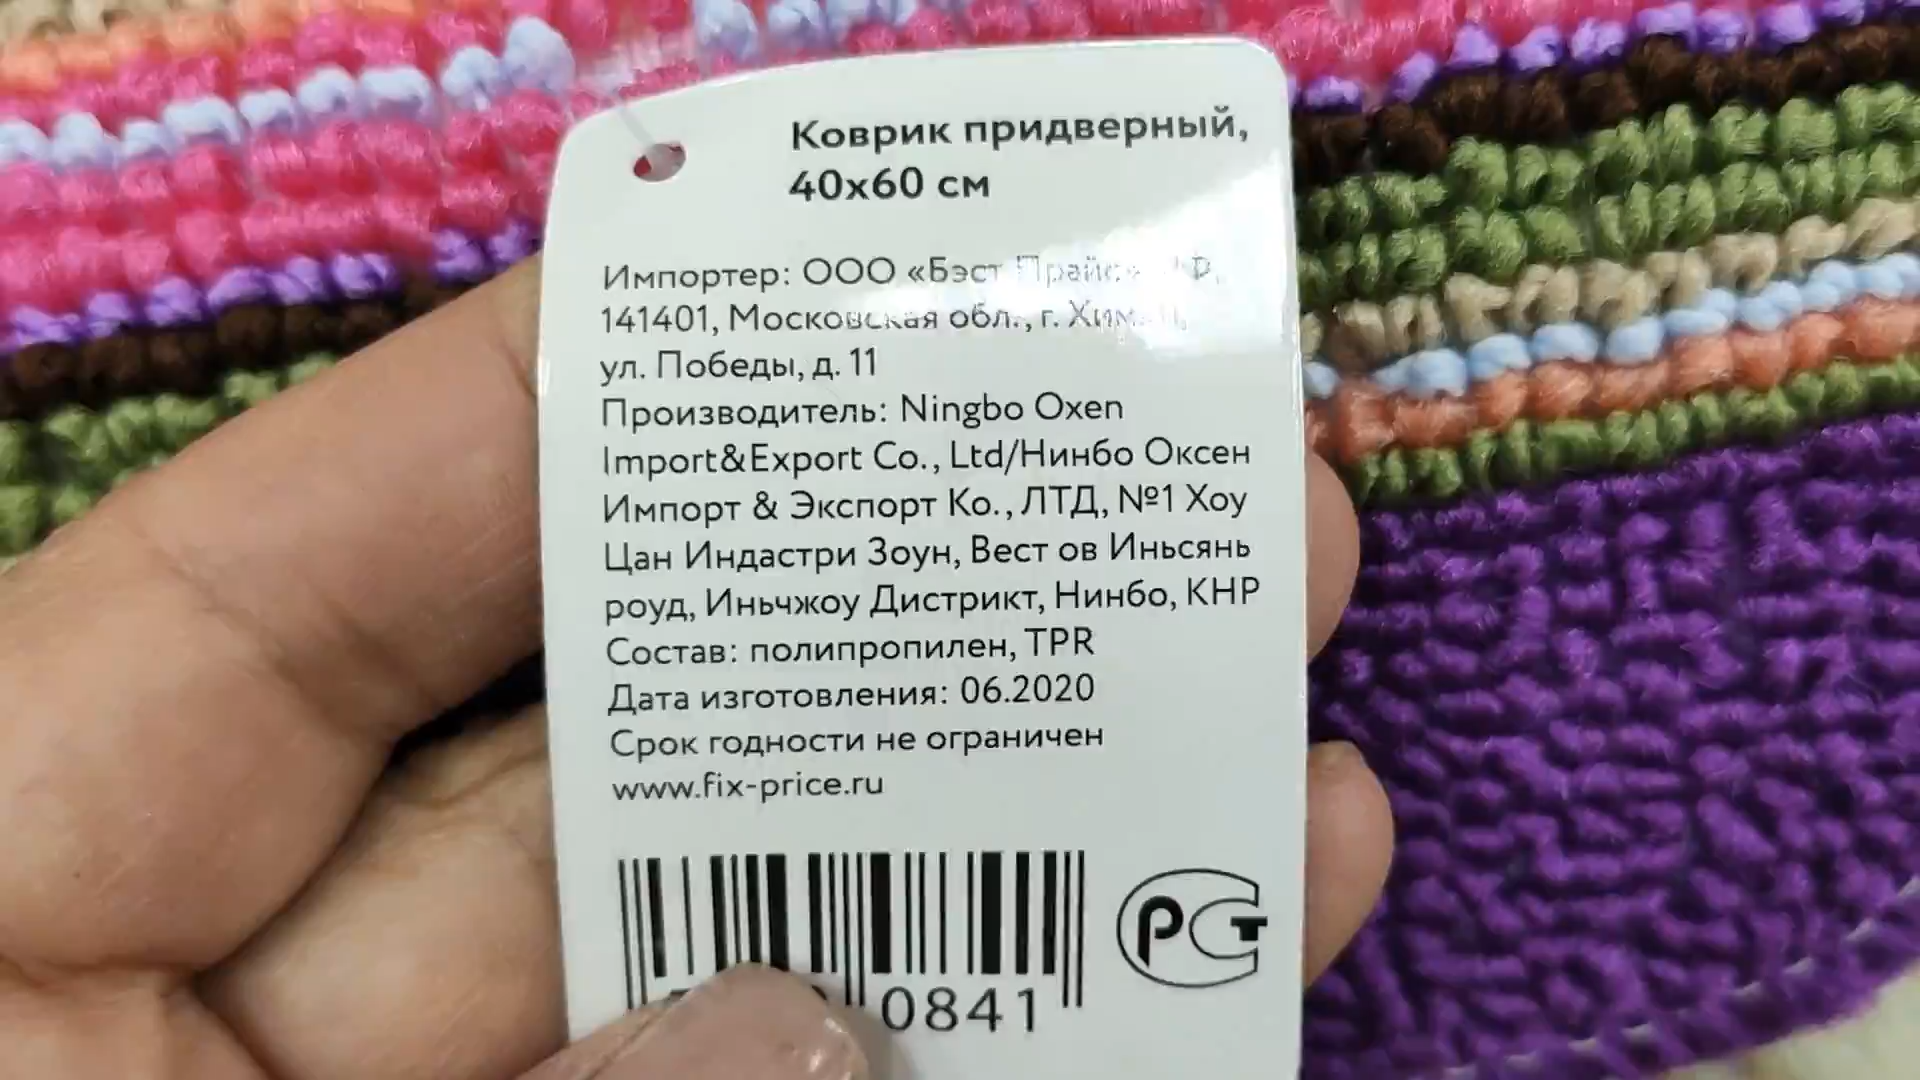 Коврик придверный,
40х60 см
Импортер: ООО «Бэст Прайс»
141401, Московская обл., г.
ул. Победы, д. 11
Производитель: Ningbo Oxen
Import&Export Co., Ltd/Нинбо Оксен
Импорт & Экспорт Ко., ЛТД, №1 Хоу
Цан Индастри Зоун, Вест ов Иньсянь
роуд, Иньчжоу Дистрикт, Нинбо, КНР
Состав: полипропилен, TPR
Дата изготовления: 06.2020
Срок годности не ограничен
www.fix-price.ru
0841
РСТ